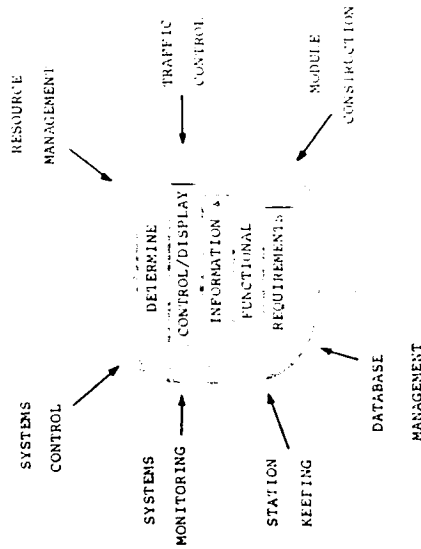 RESOURCE
MANAGEMENT
SYSTEMS
CONTROL
TRAFFIC
CONTROL
DETERMINE
CONTROL/DISPLAY
INFORMATION &
FUNCTIONAL
REQUIREMENTS
SYSTEMS
MONITORING
MODULE
CONSTRUCTION
STATION
KEEPING
DATABASE
MANAGEMENT